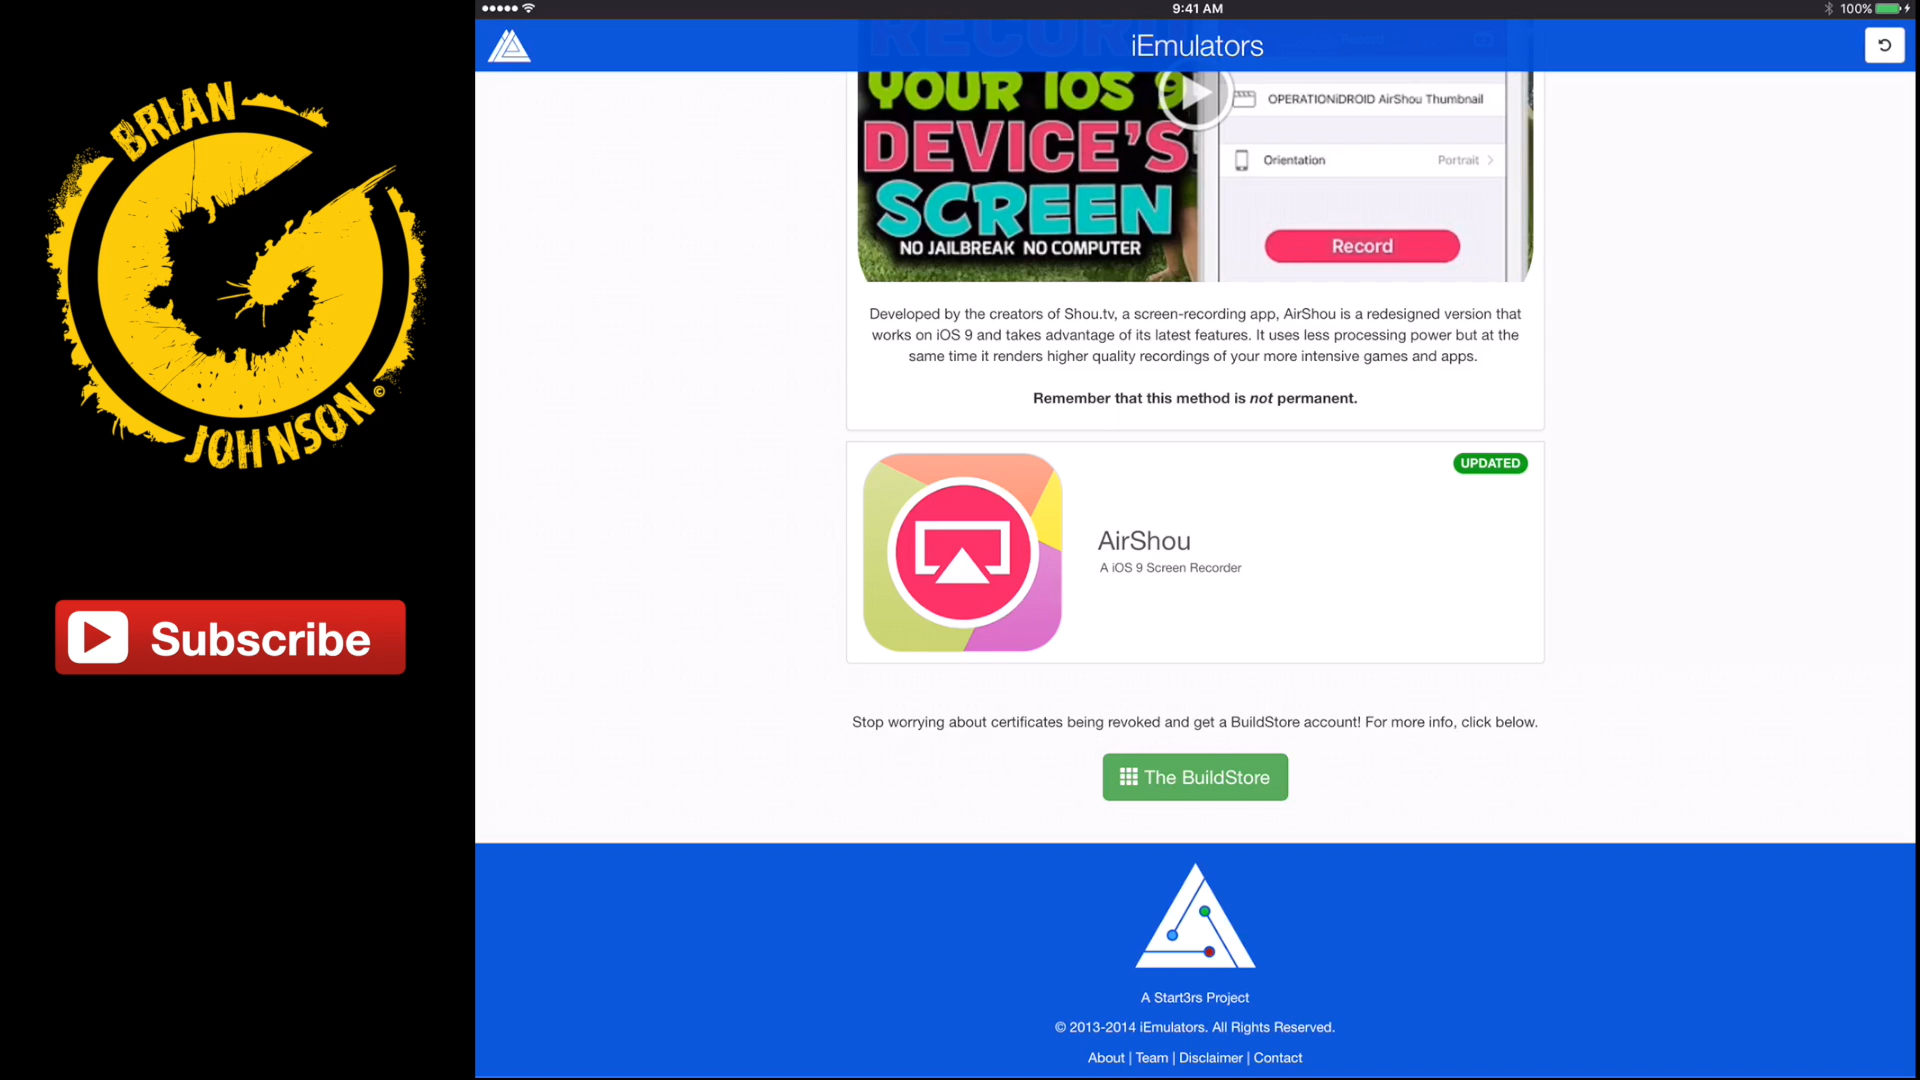 9:41 AM
100%
iEmulators
BRIAN
JOHNSON
©
Subscribe
RECORD
YOUR iOS 9
DEVICE'S
SCREEN
NO JAILBREAK NO COMPUTER
OPERATIONiDROID AirShou Thumbnail
Orientation
Portrait
Record
Developed by the creators of Shou.tv, a screen-recording app, AirShou is a redesigned version that
works on iOS 9 and takes advantage of its latest features. It uses less processing power but at the
same time it renders higher quality recordings of your more intensive games and apps.
Remember that this method is not permanent.
UPDATED
AirShou
A iOS 9 Screen Recorder
Stop worrying about certificates being revoked and get a BuildStore account! For more info, click below.
The BuildStore
A Start3rs Project
© 2013-2014 iEmulators. All Rights Reserved.
About | Team | Disclaimer | Contact